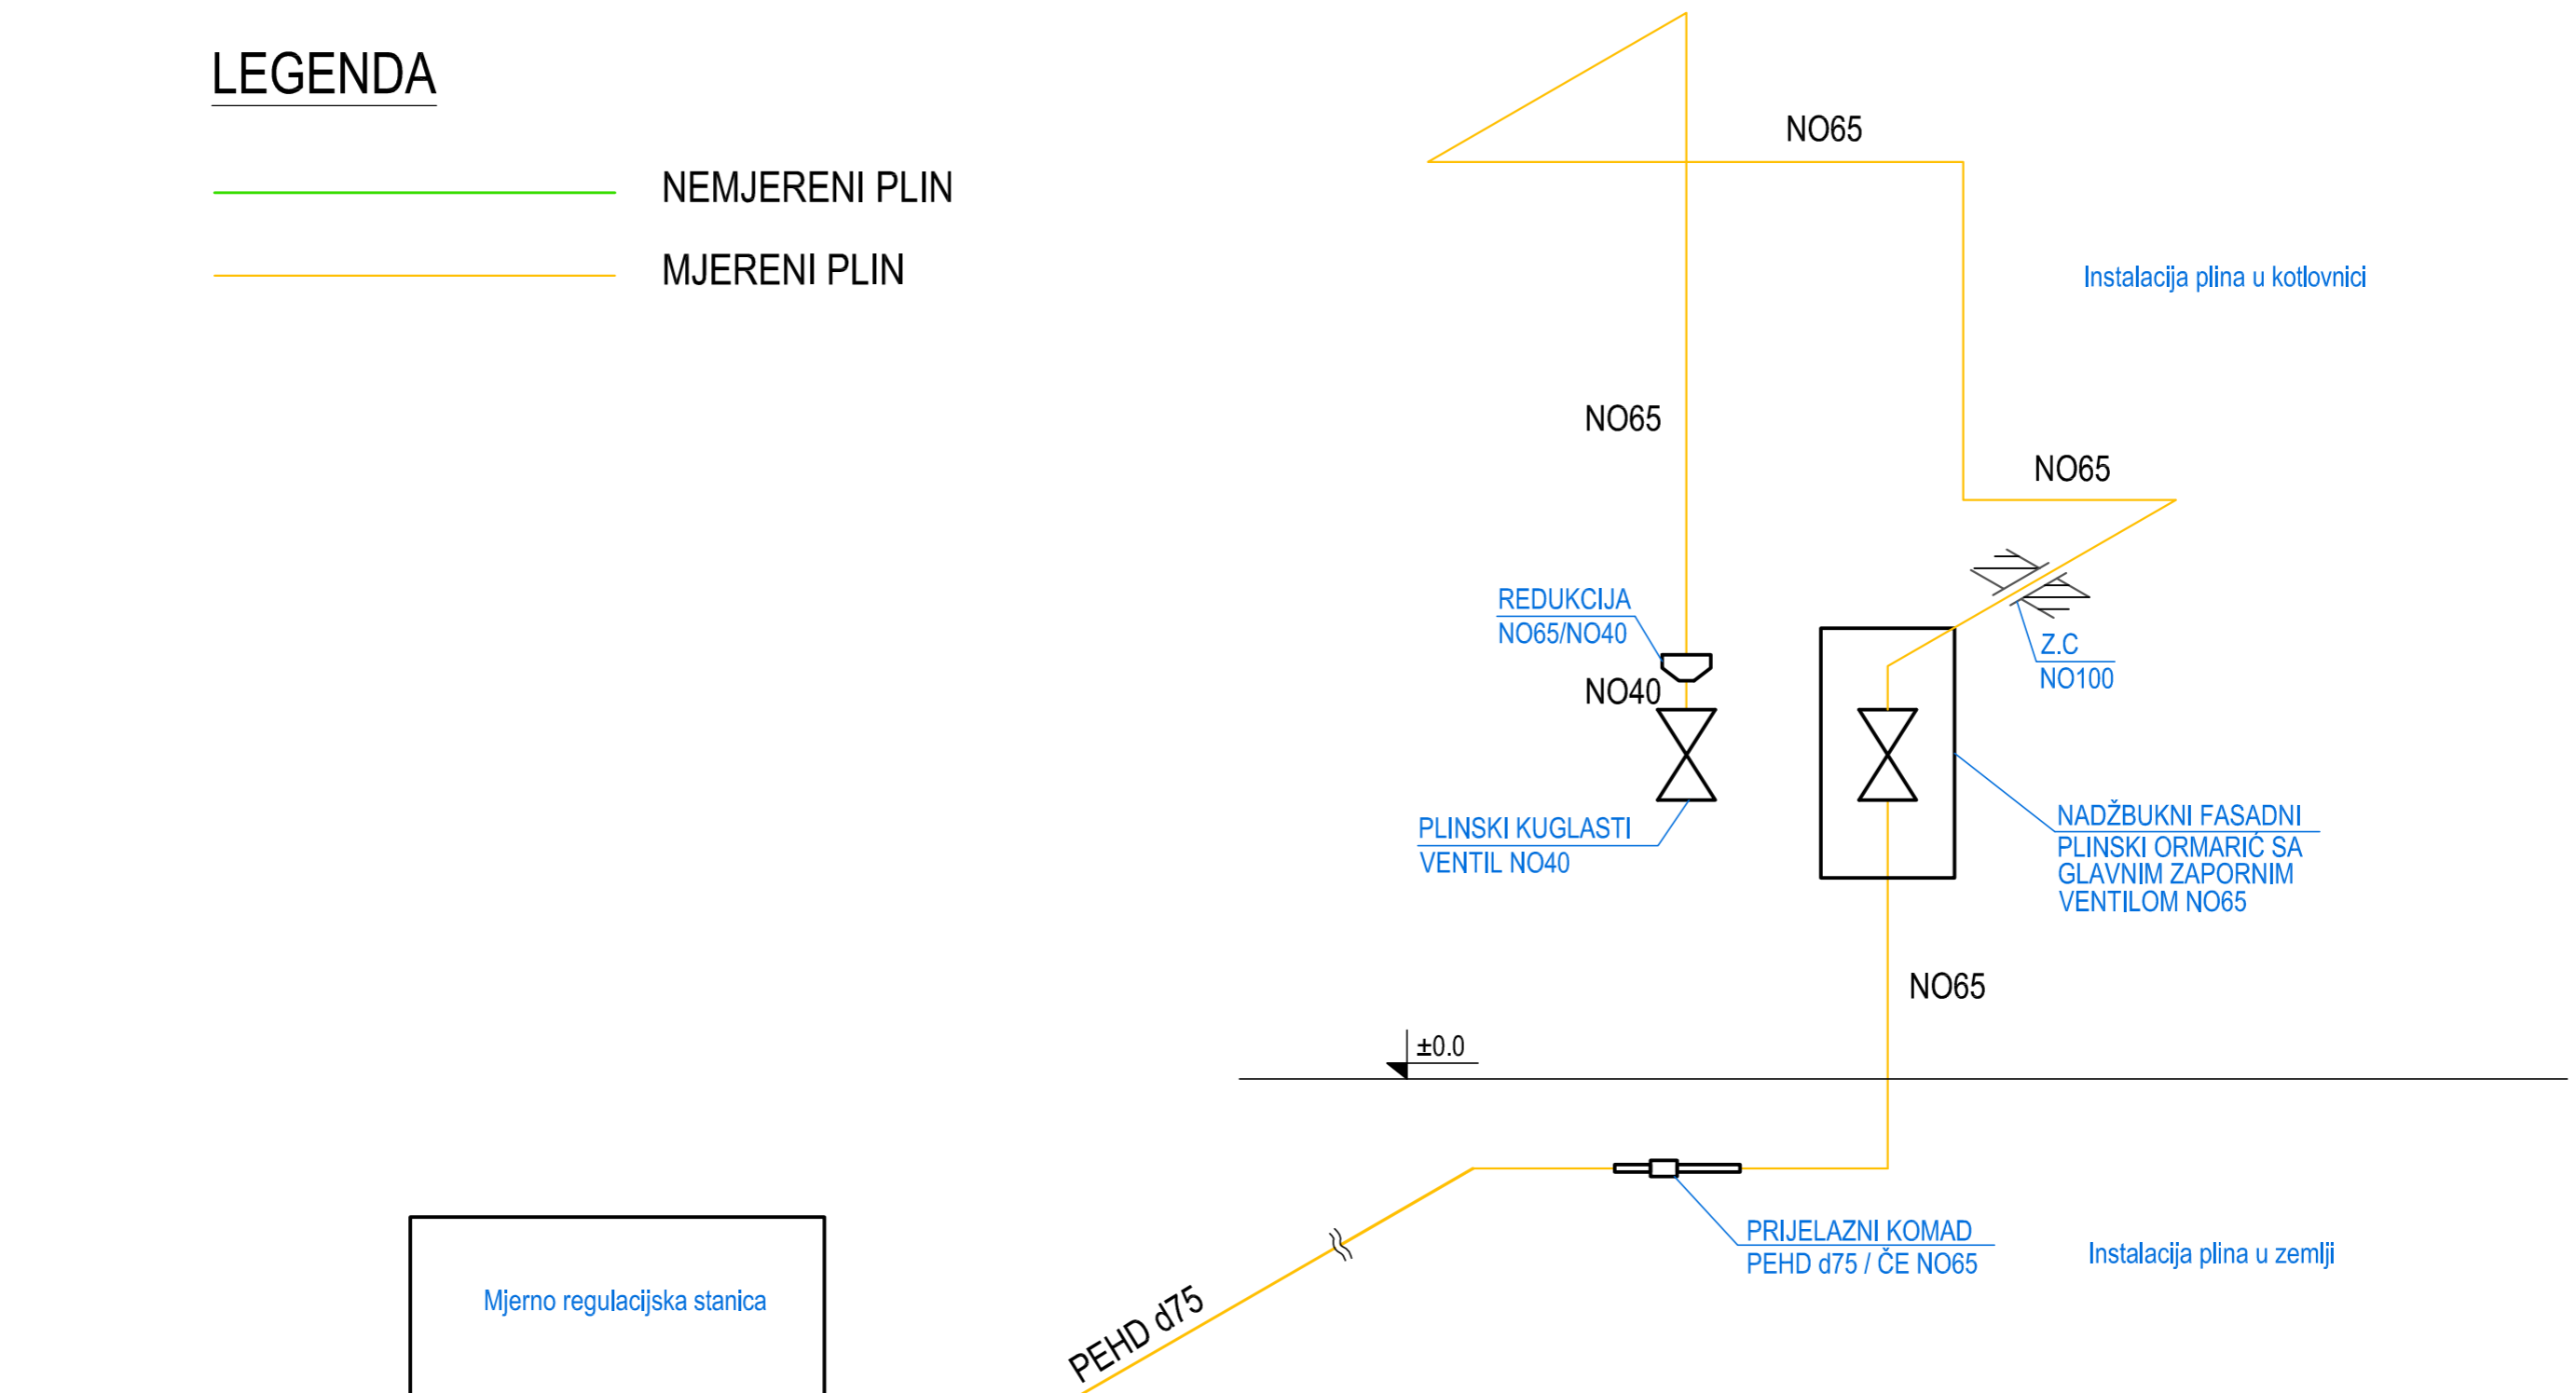 LEGENDA
NEMJERENI PLIN
MJERENI PLIN
NO65
Instalacija plina u kotlovnici
NO65
NO65
REDUKCIJA
NO65/NO40
Z.C
NO100
NO40
PLINSKI KUGLASTI
VENTIL NO40
NADŽBUKNI FASADNI
PLINSKI ORMARIĆ SA
GLAVNIM ZAPORNIM
VENTILOM NO65
NO65
±0.0
PRIJELAZNI KOMAD
PEHD d75 / ČE NO65
Instalacija plina u zemlji
Mjerno regulacijska stanica
PEHD d75